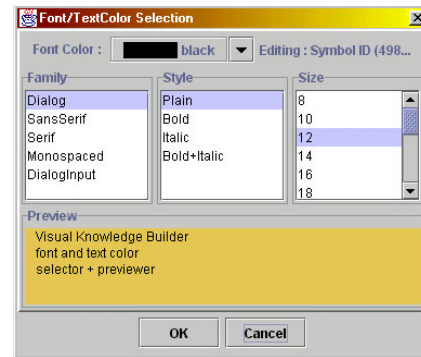 Font/TextColor Selection
Font Color : black Editing : Symbol ID (498...
Family Style Size
Dialog
SansSerif
Serif
Monospaced
DialogInput
Plain
Bold
Italic
Bold+Italic
8
10
12
14
16
18
Preview
Visual Knowledge Builder
font and text color
selector + previewer
OK Cancel